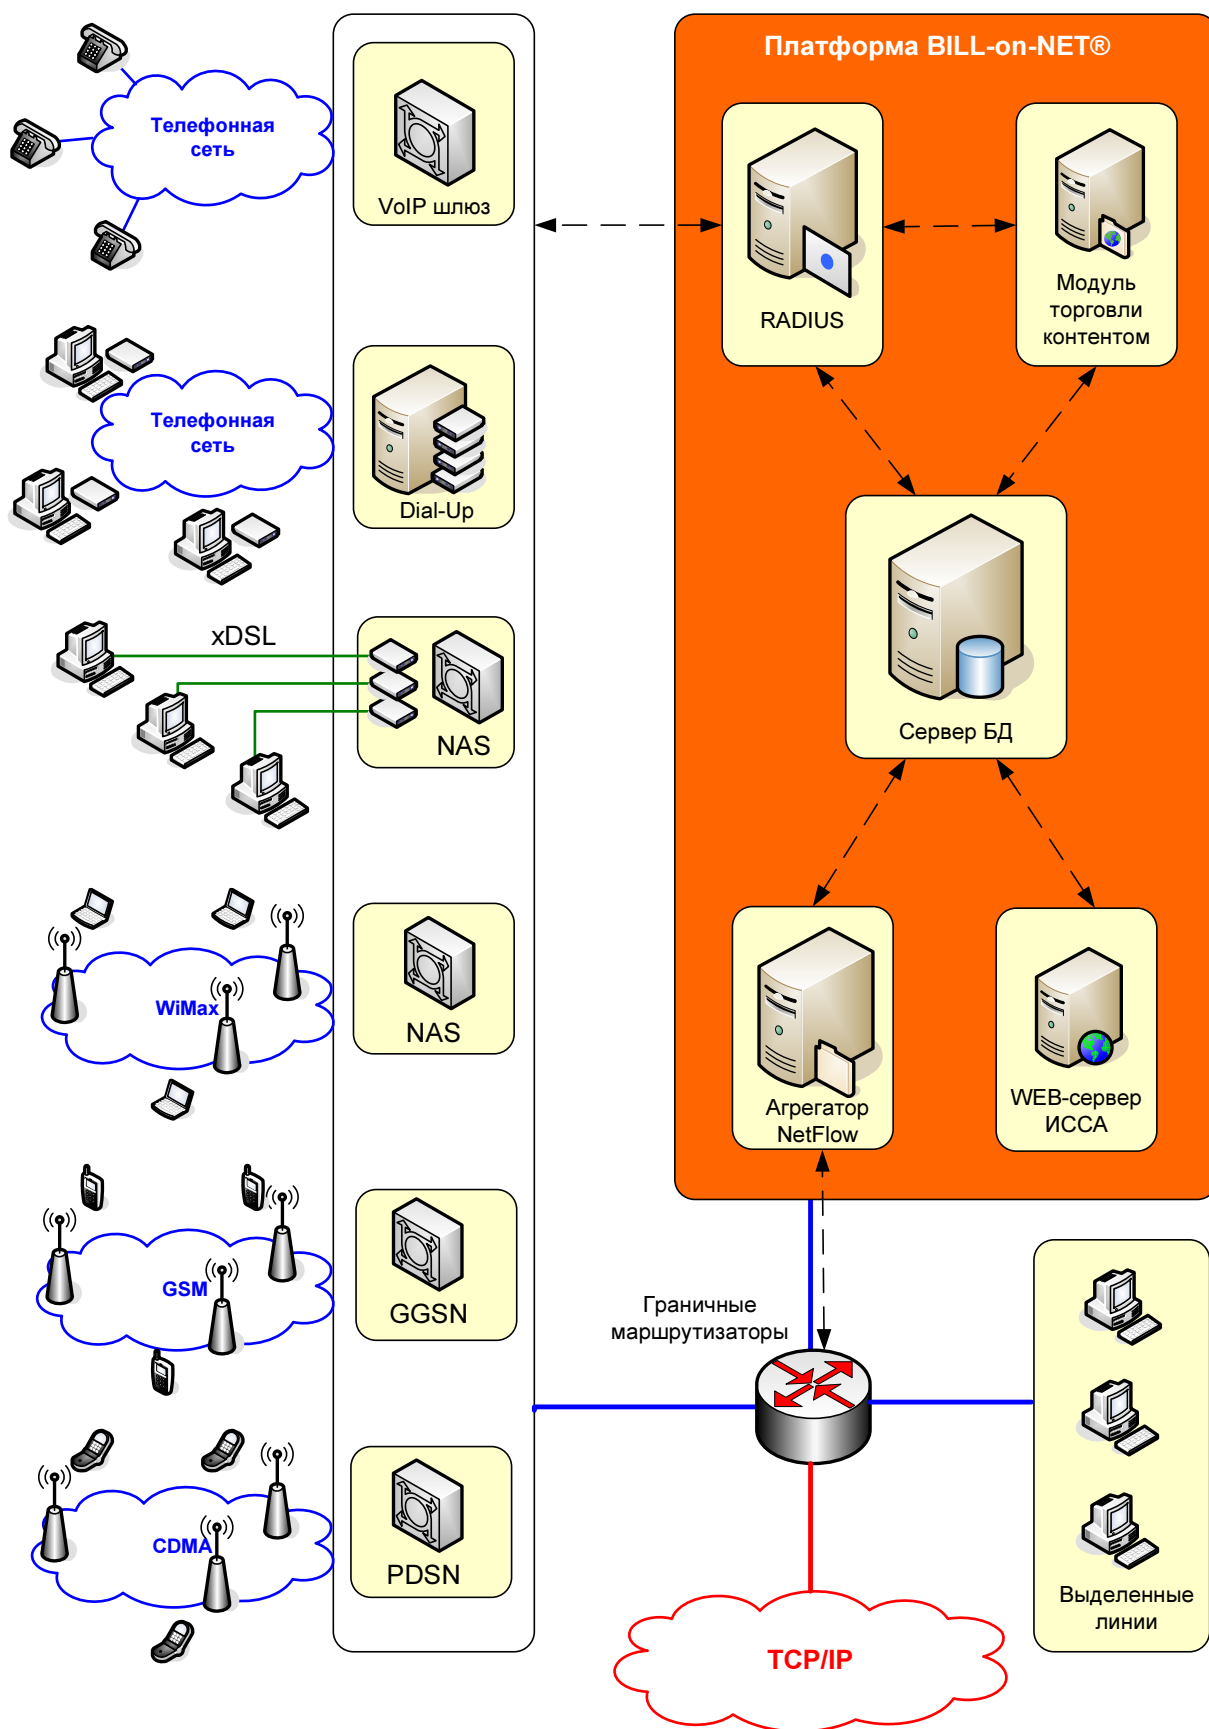 Платформа BILL-on-NET®
Телефонная
сеть
VoIP шлюз
RADIUS
Модуль
торговли
контентом
Телефонная
сеть
Dial-Up
xDSL
NAS
Сервер БД
WiMax
NAS
Агрегатор
NetFlow
WEB-сервер
ИССА
GSM
GGSN
Граничные
маршрутизаторы
CDMA
PDSN
Выделенные
линии
TCP/IP